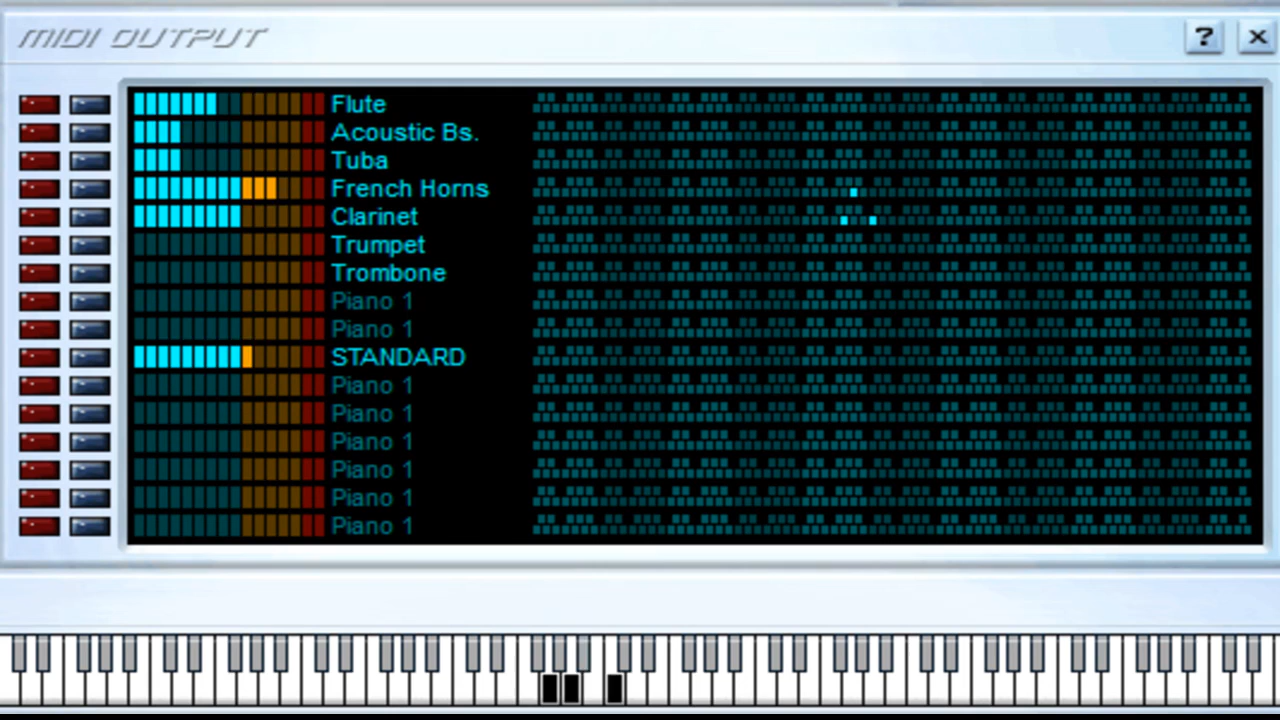 MIDI OUTPUT
? ×
Flute
Acoustic Bs.
Tuba
French Horns
Clarinet
Trumpet
Trombone
Piano 1
Piano 1
STANDARD
Piano 1
Piano 1
Piano 1
Piano 1
Piano 1
Piano 1